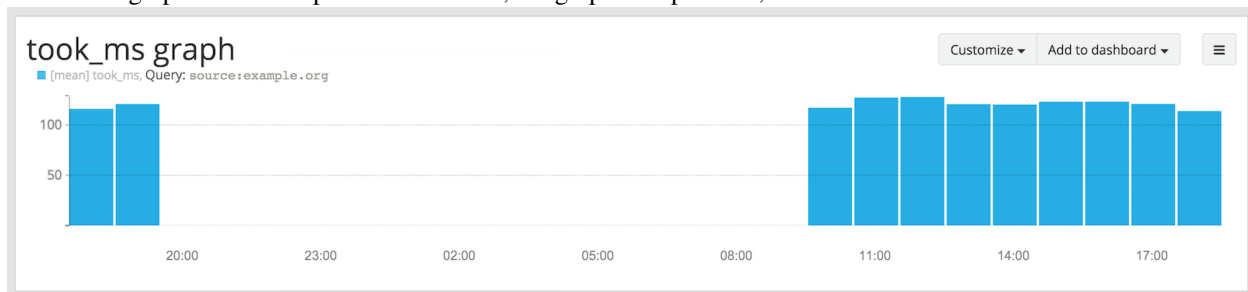 took_ms graph
Customize Add to dashboard
[mean] took_ms, Query: source:example.org
100
50
20:00 23:00 02:00 05:00 08:00 11:00 14:00 17:00